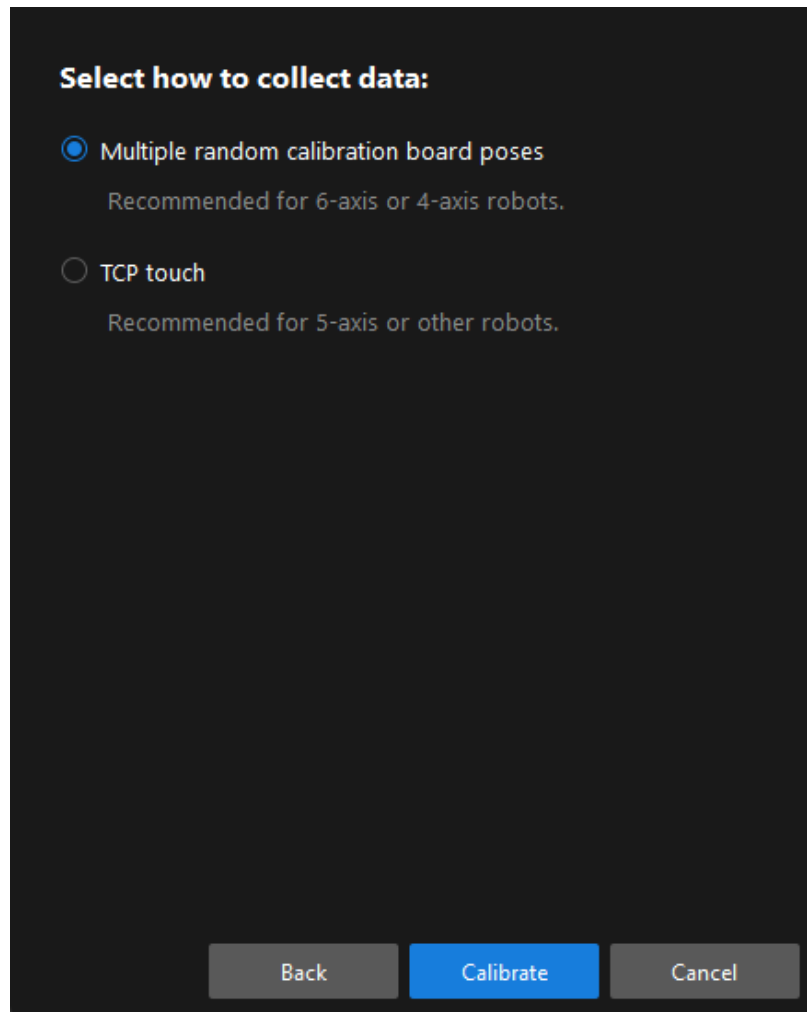 Select how to collect data:
Multiple random calibration board poses
Recommended for 6-axis or 4-axis robots.
TCP touch
Recommended for 5-axis or other robots.
Back Calibrate Cancel